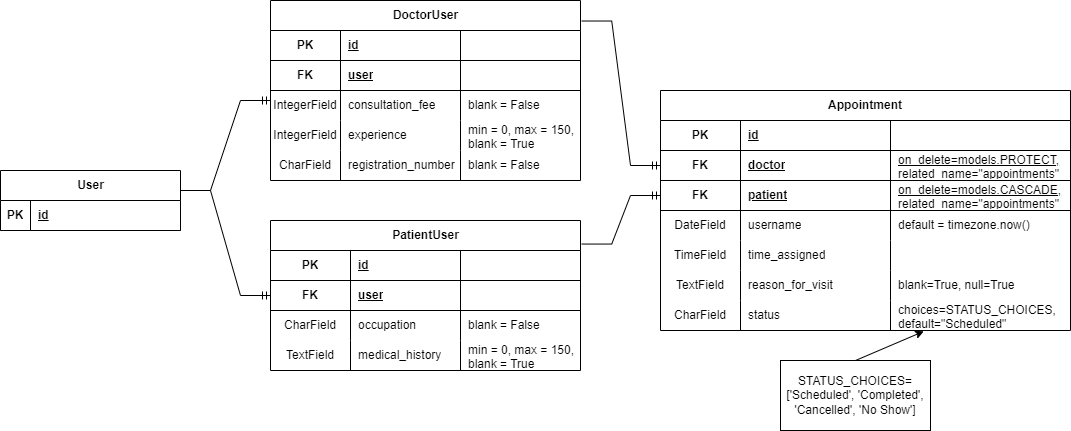 User
PK id
DoctorUser
PK id
FK user
IntegerField consultation_fee blank = False
IntegerField experience min = 0, max = 150,
blank = True
CharField registration_number blank = False
PatientUser
PK id
FK user
CharField occupation blank = False
TextField medical_history min = 0, max = 150,
blank = True
Appointment
PK id
FK doctor on_delete=models.PROTECT,
related_name="appointments"
FK patient on_delete=models.CASCADE,
related_name="appointments"
DateField username default = timezone.now()
TimeField time_assigned
TextField reason_for_visit blank=True, null=True
CharField status choices=STATUS_CHOICES,
default="Scheduled"
STATUS_CHOICES=
['Scheduled', 'Completed',
'Cancelled', 'No Show']